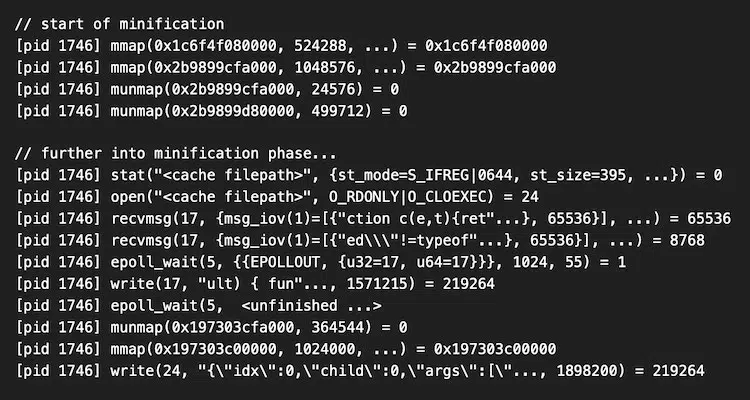 // start of minification
[pid 1746] mmap(0x1c6f4f080000, 524288, ...) = 0x1c6f4f080000
[pid 1746] mmap(0x2b9899cfa000, 1048576, ...) = 0x2b9899cfa000
[pid 1746] munmap(0x2b9899cfa000, 24576) = 0
[pid 1746] munmap(0x2b9899d80000, 499712) = 0
// further into minification phase...
[pid 1746] stat("<cache filepath>", {st_mode=S_IFREG|0644, st_size=395, ...}) = 0
[pid 1746] open("<cache filepath>", O_RDONLY|O_CLOEXEC) = 24
[pid 1746] recvmsg(17, {msg_iov(1)=[{"ction c(e,t){ret"...}, 65536}], ...) = 65536
[pid 1746] recvmsg(17, {msg_iov(1)=[{"ed\\\"!=typeof"...}, 65536}], ...) = 8768
[pid 1746] epoll_wait(5, {{EPOLLOUT, {u32=17, u64=17}}}, 1024, 55) = 1
[pid 1746] write(17, "ult) { fun"..., 1571215) = 219264
[pid 1746] epoll_wait(5,  <unfinished ...>
[pid 1746] munmap(0x197303cfa000, 364544) = 0
[pid 1746] mmap(0x197303c00000, 1024000, ...) = 0x197303c00000
[pid 1746] write(24, "{\"idx\":0,\"child\":0,\"args\":[\"..., 1898200) = 219264